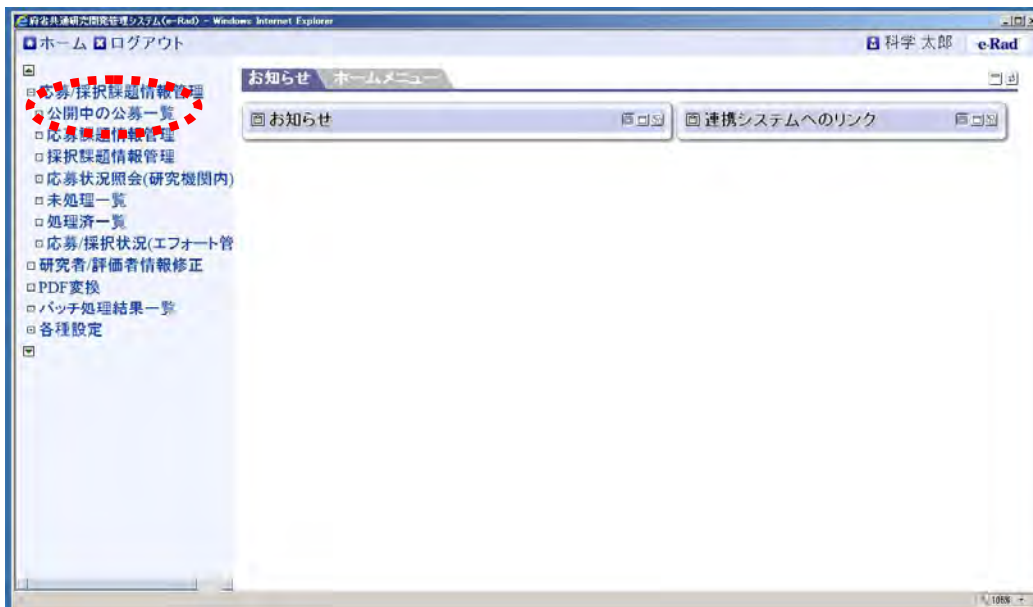 府省共通研究開発管理システム(e-Rad) - Windows Internet Explorer
ホーム ログアウト
科学 太郎 e-Rad
応募/採択課題情報管理
公開中の公募一覧
応募課題情報管理
採択課題情報管理
応募状況照会(研究機関内)
未処理一覧
処理済一覧
応募/採択状況(エフォート管
研究者/評価者情報修正
PDF変換
バッチ処理結果一覧
各種設定
お知らせ ホームメニュー
お知らせ
連携システムへのリンク
105%